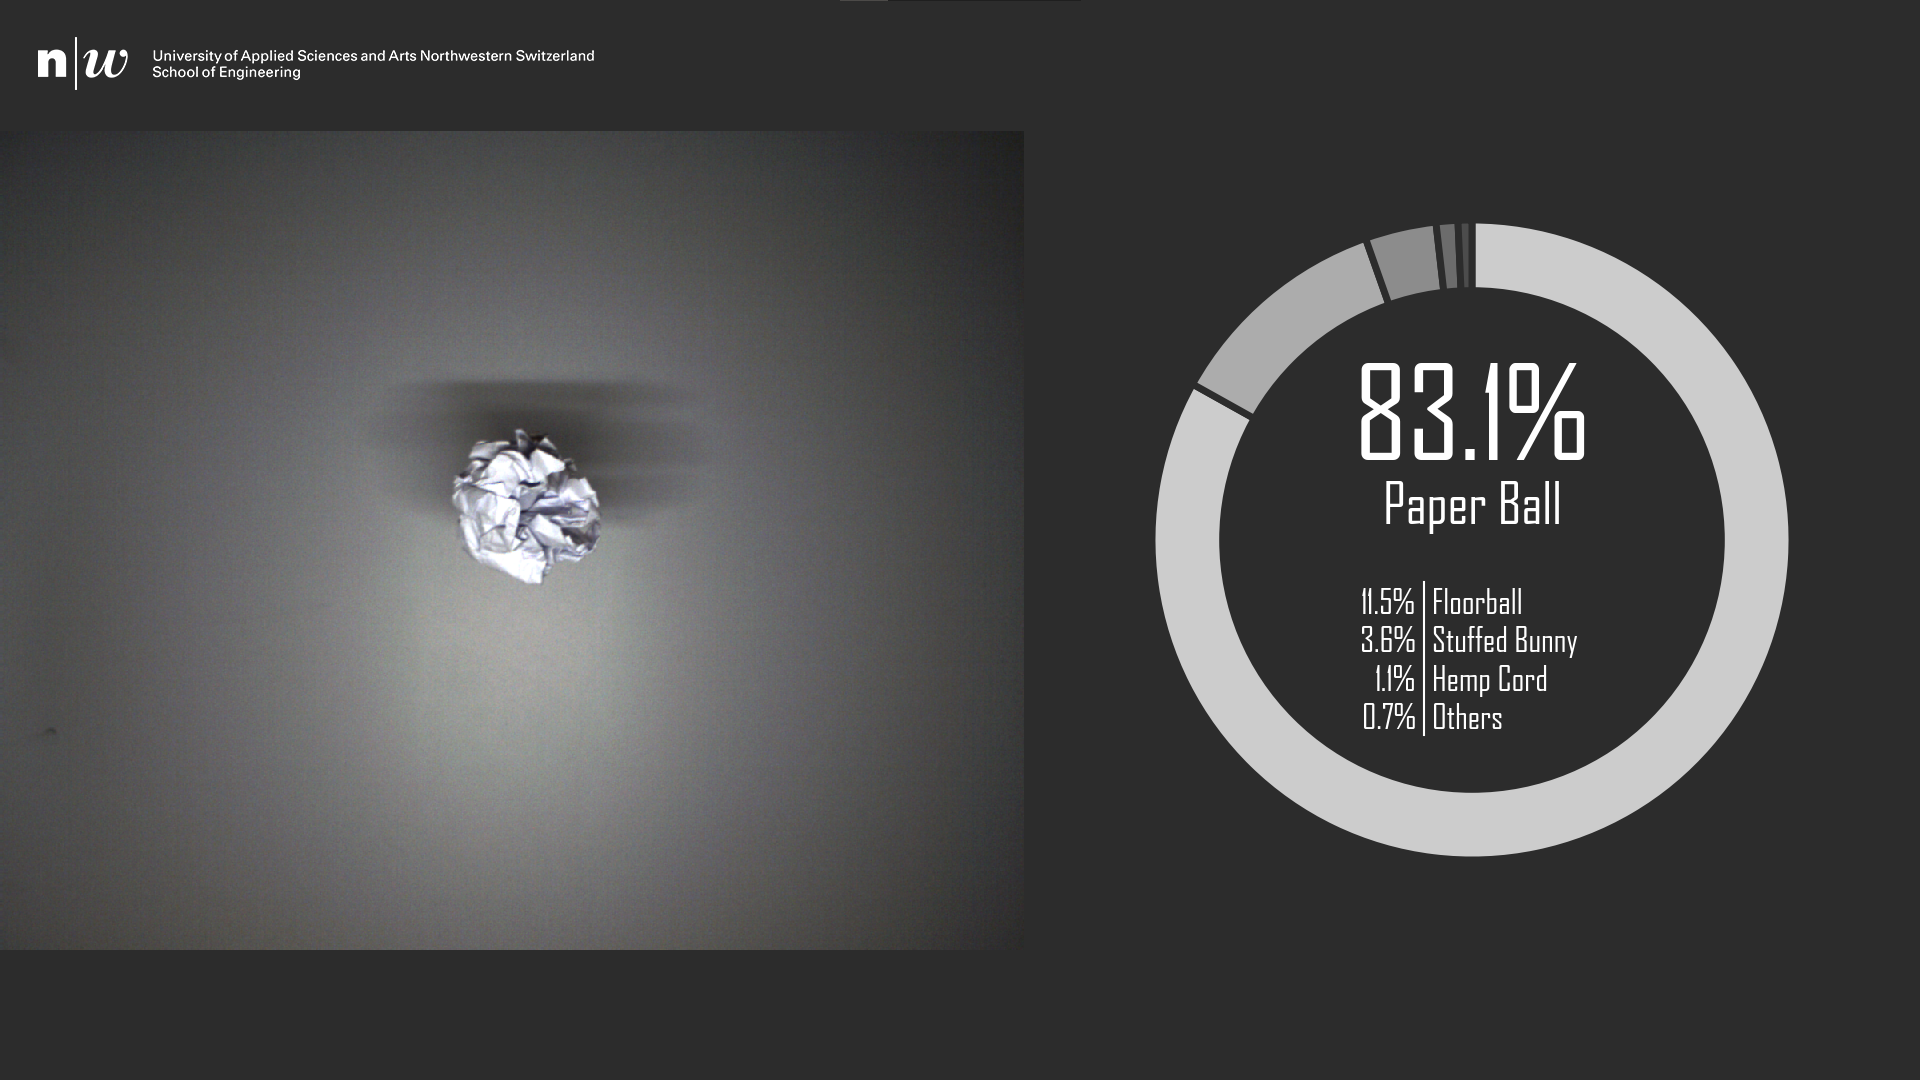 n|w
University of Applied Sciences and Arts Northwestern Switzerland
School of Engineering
83.1%
Paper Ball
11.5% Floorball
3.6% Stuffed Bunny
1.1% Hemp Cord
0.7% Others